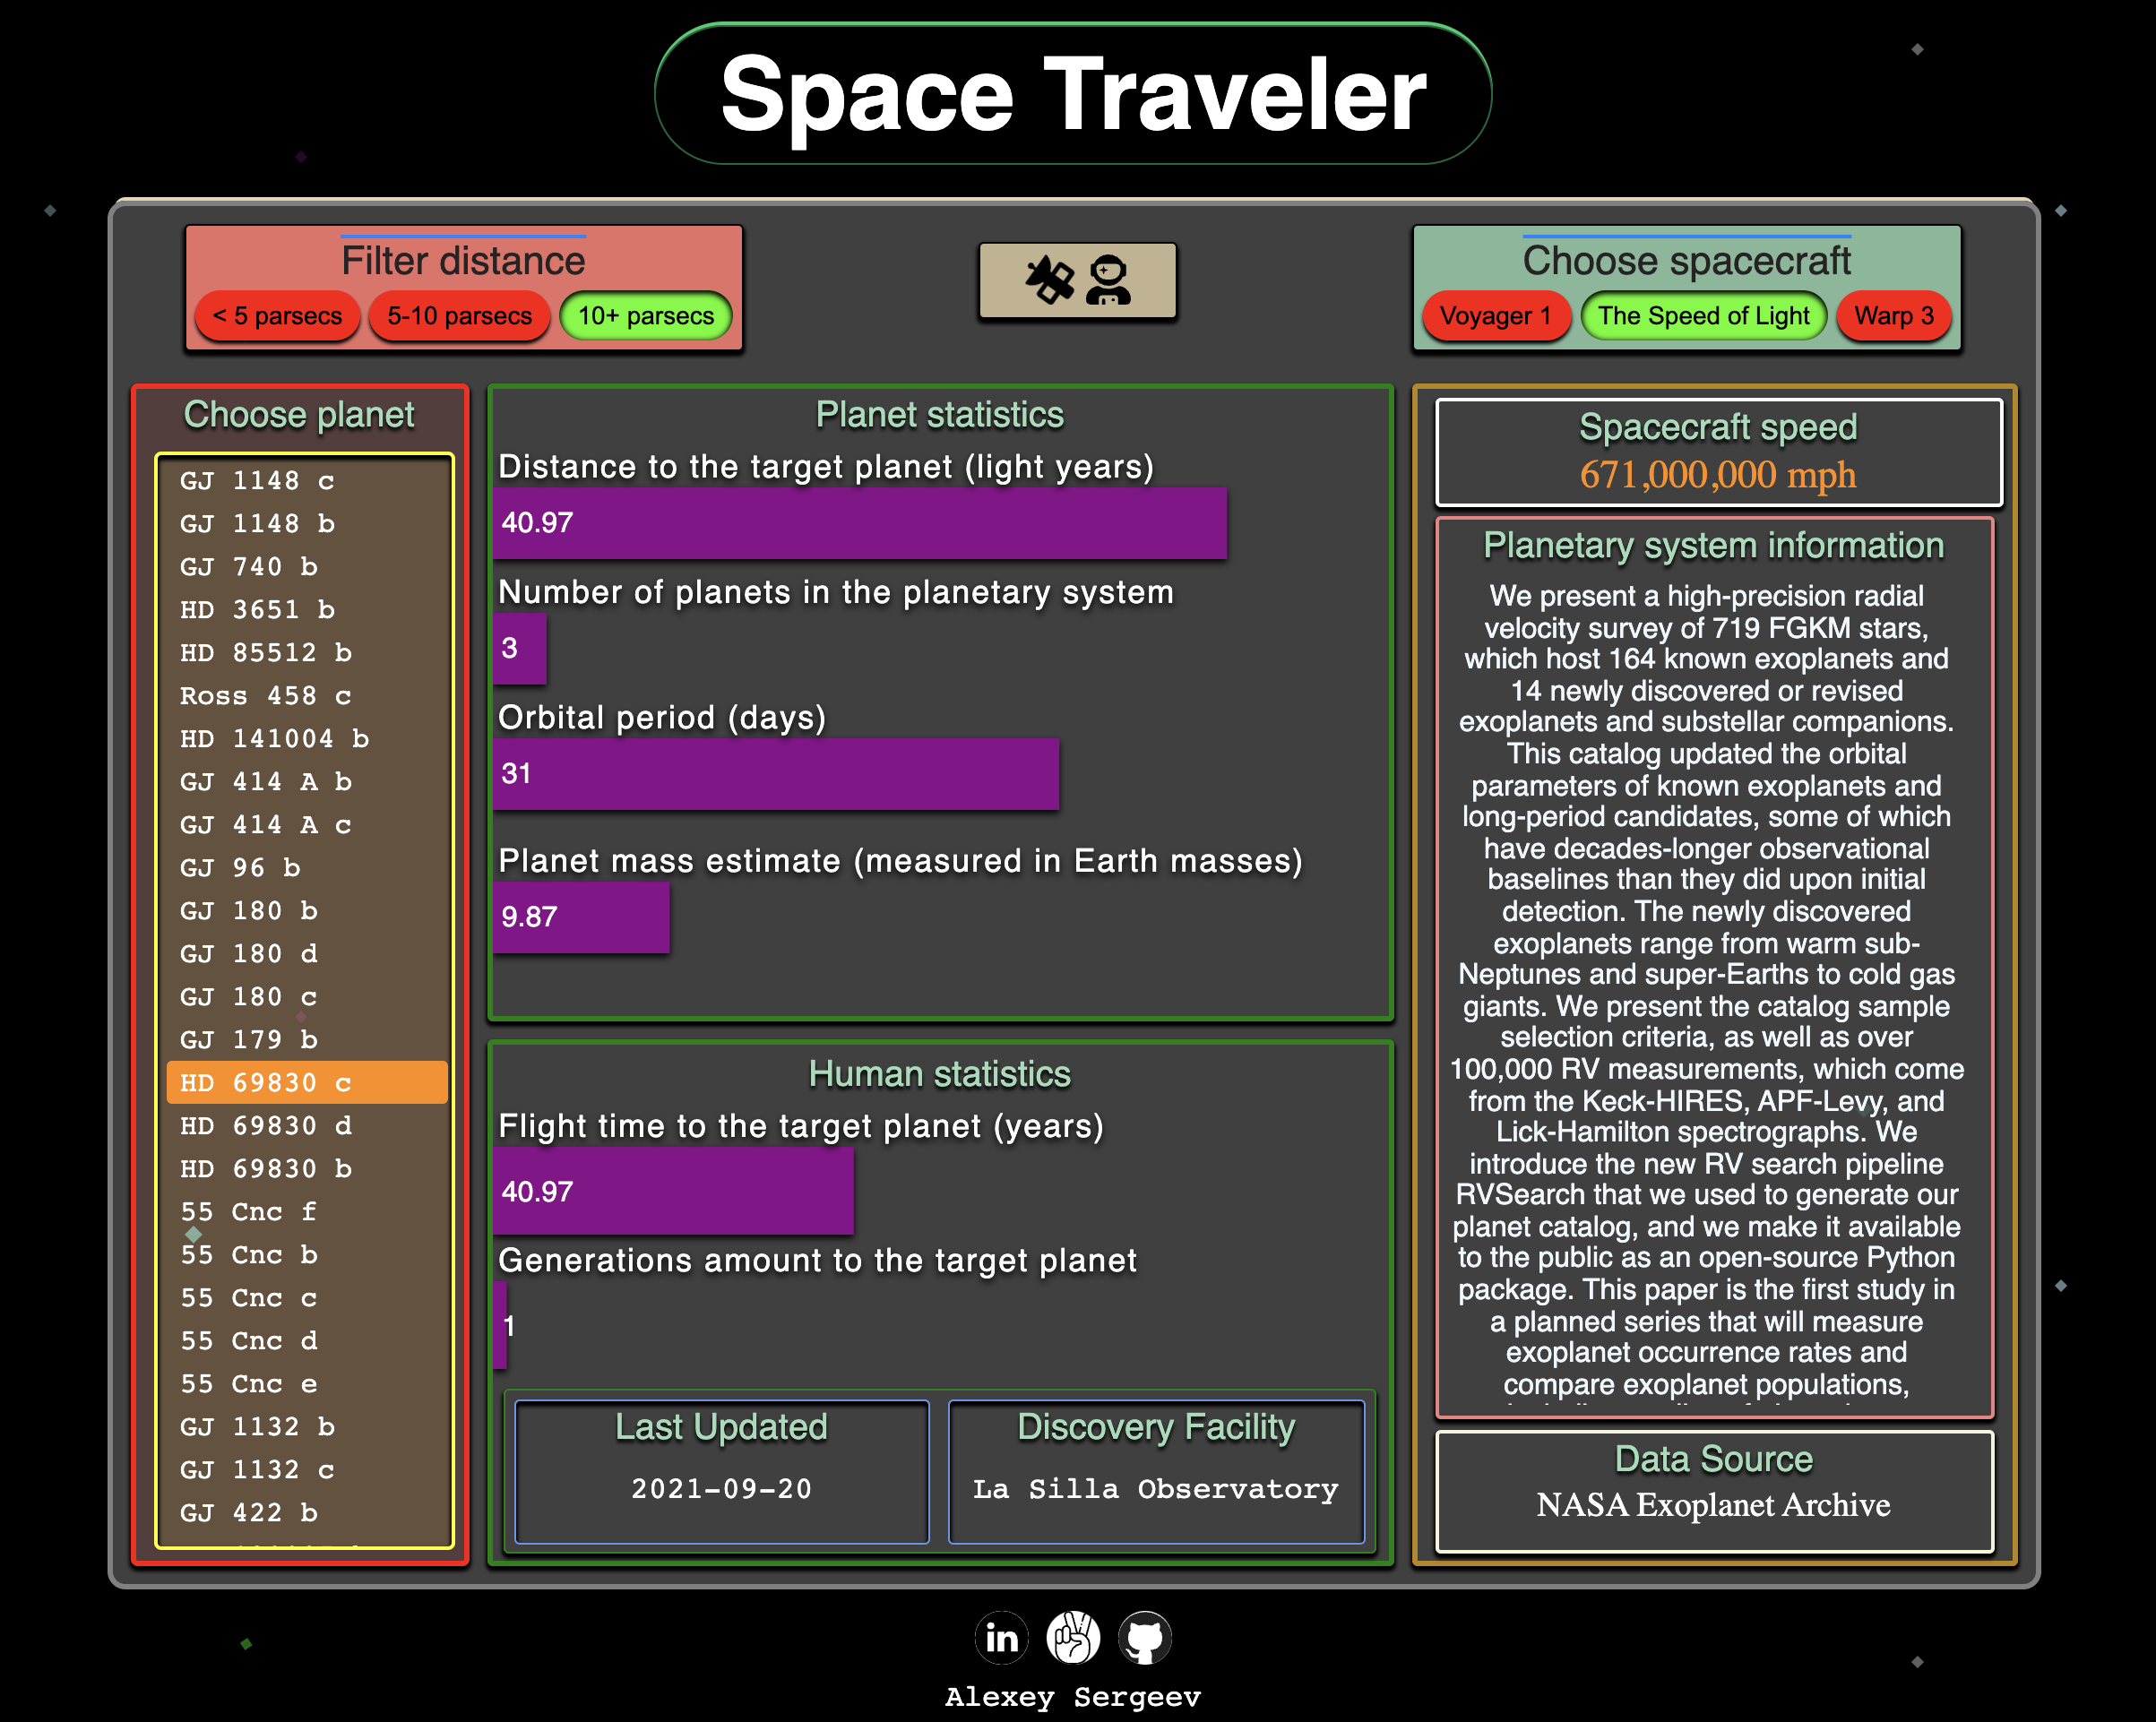 Space Traveler
Filter distance
< 5 parsecs 5-10 parsecs 10+ parsecs
Choose spacecraft
Voyager 1 The Speed of Light Warp 3
Choose planet
GJ 1148 c
GJ 1148 b
GJ 740 b
HD 3651 b
HD 85512 b
Ross 458 c
HD 141004 b
GJ 414 A b
GJ 414 A c
GJ 96 b
GJ 180 b
GJ 180 d
GJ 180 c
GJ 179 b
HD 69830 c
HD 69830 d
HD 69830 b
55 Cnc f
55 Cnc b
55 Cnc c
55 Cnc d
55 Cnc e
GJ 1132 b
GJ 1132 c
GJ 422 b
Planet statistics
Distance to the target planet (light years)
40.97
Number of planets in the planetary system
3
Orbital period (days)
31
Planet mass estimate (measured in Earth masses)
9.87
Human statistics
Flight time to the target planet (years)
40.97
Generations amount to the target planet
1
Last Updated
2021-09-20
Discovery Facility
La Silla Observatory
Spacecraft speed
671,000,000 mph
Planetary system information
We present a high-precision radial
velocity survey of 719 FGKM stars,
which host 164 known exoplanets and
14 newly discovered or revised
exoplanets and substellar companions.
This catalog updated the orbital
parameters of known exoplanets and
long-period candidates, some of which
have decades-longer observational
baselines than they did upon initial
detection. The newly discovered
exoplanets range from warm sub-
Neptunes and super-Earths to cold gas
giants. We present the catalog sample
selection criteria, as well as over
100,000 RV measurements, which come
from the Keck-HIRES, APF-Levy, and
Lick-Hamilton spectrographs. We
introduce the new RV search pipeline
RVSearch that we used to generate our
planet catalog, and we make it available
to the public as an open-source Python
package. This paper is the first study in
a planned series that will measure
exoplanet occurrence rates and
compare exoplanet populations,
Data Source
NASA Exoplanet Archive
in
Alexey Sergeev